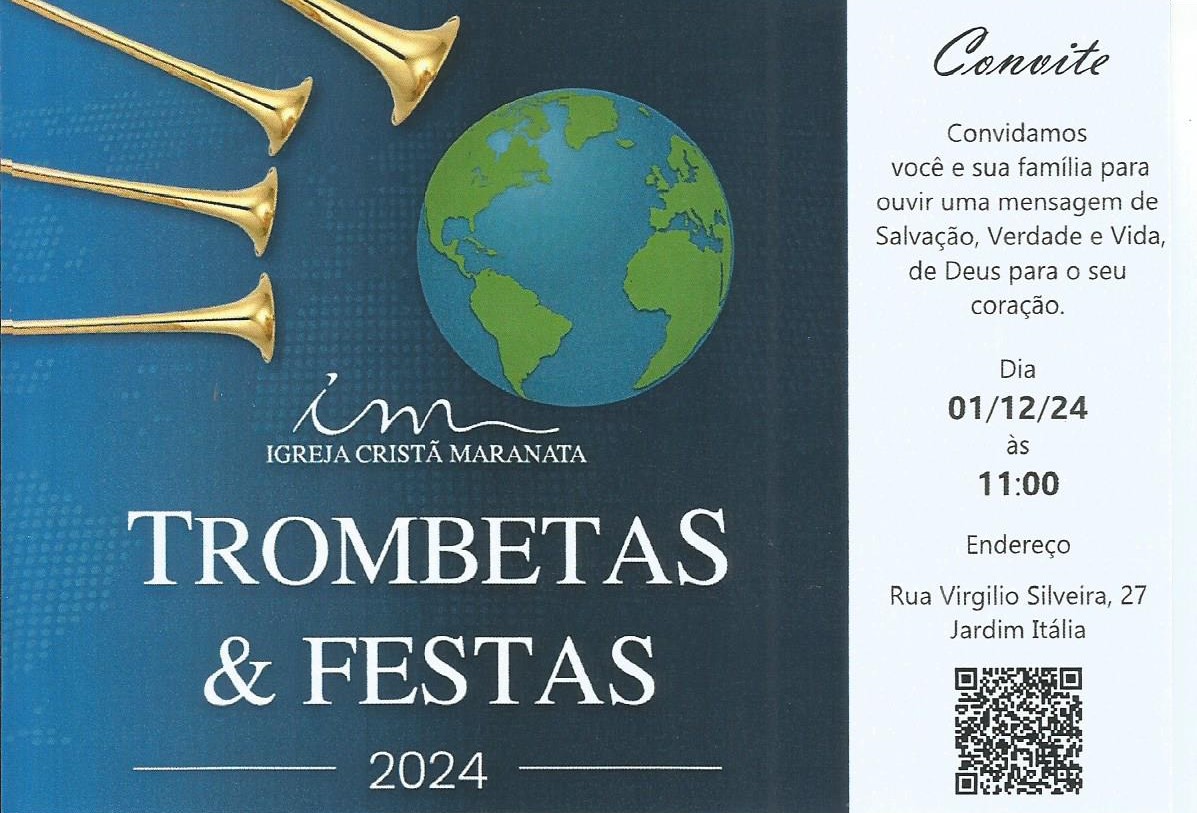 im
IGREJA CRISTÃ MARANATA
TROMBETAS
& FESTAS
2024
Convite
Convidamos
você e sua família para
ouvir uma mensagem de
Salvação, Verdade e Vida,
de Deus para o seu
coração.
Dia
01/12/24
às
11:00
Endereço
Rua Virgilio Silveira, 27
Jardim Itália